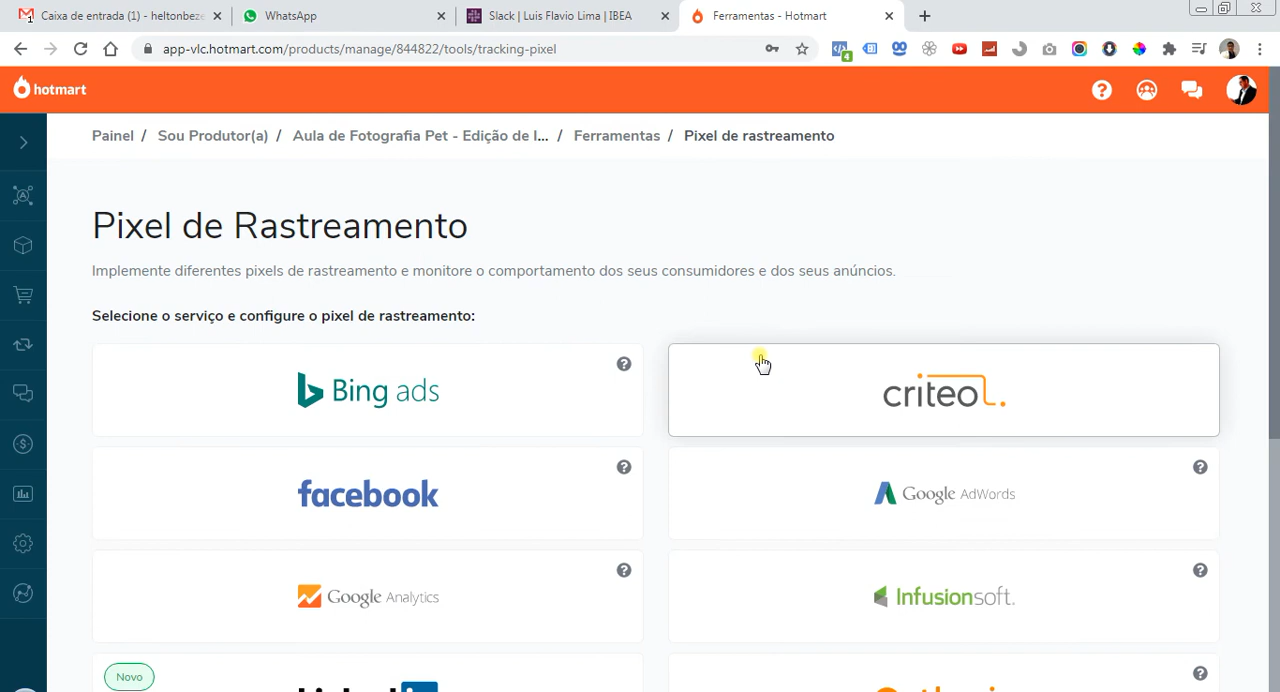 Caixa de entrada (1) - heltonbeze
WhatsApp
Slack | Luis Flavio Lima | IBEA
Ferramentas - Hotmart
app-vlc.hotmart.com/products/manage/844822/tools/tracking-pixel
4
hotmart
Painel / Sou Produtor(a) / Aula de Fotografia Pet - Edição de I... / Ferramentas / Pixel de rastreamento
Pixel de Rastreamento
Implemente diferentes pixels de rastreamento e monitore o comportamento dos seus consumidores e dos seus anúncios.
Selecione o serviço e configure o pixel de rastreamento:
Bing ads
criteo
facebook
Google AdWords
Google Analytics
Infusionsoft.
Novo